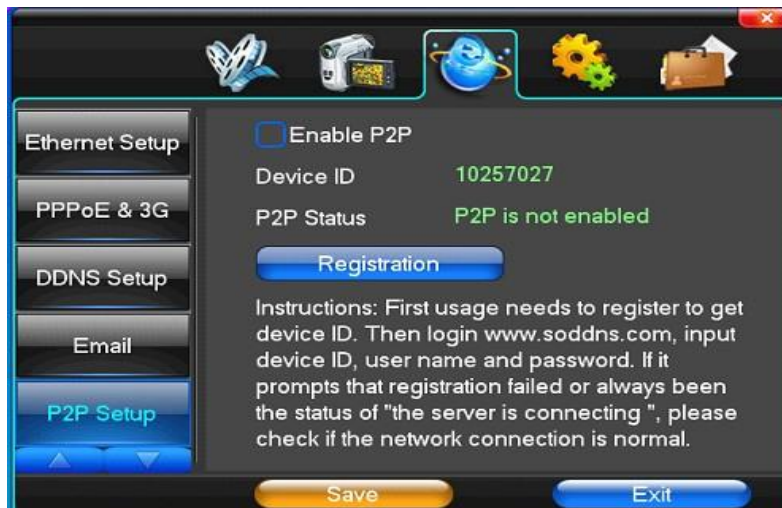 Ethernet Setup
PPPoE & 3G
DDNS Setup
Email
P2P Setup
Enable P2P
Device ID 10257027
P2P Status P2P is not enabled
Registration
Instructions: First usage needs to register to get
device ID. Then login www.soddns.com, input
device ID, user name and password. If it
prompts that registration failed or always been
the status of "the server is connecting ", please
check if the network connection is normal.
Save Exit